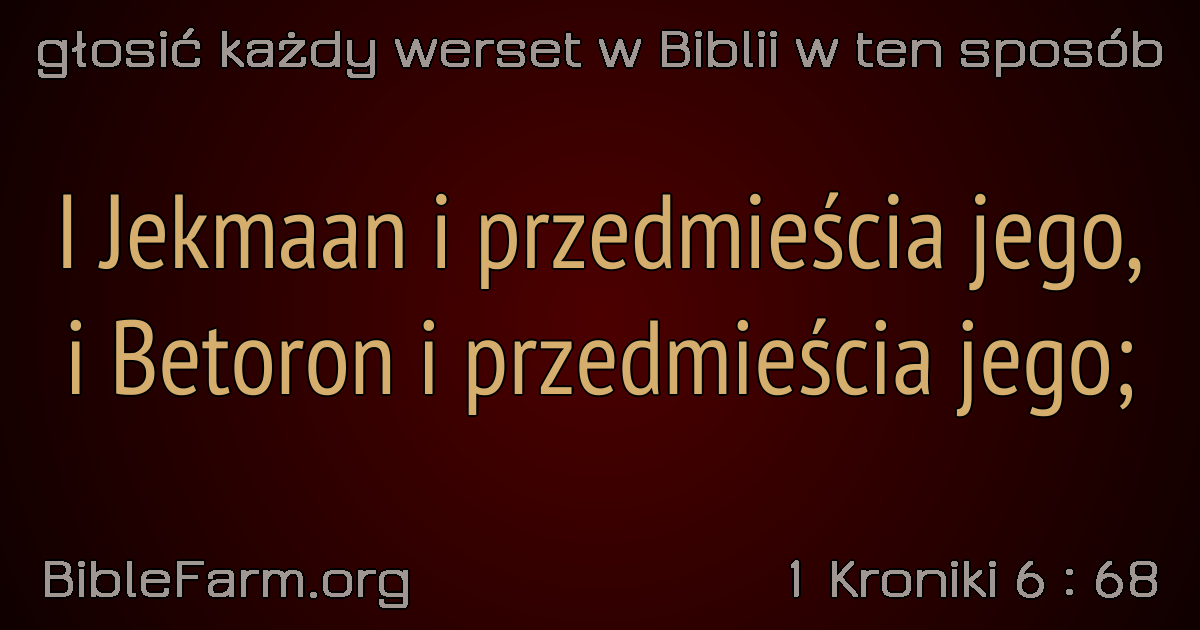 głosić każdy werset w Biblii w ten sposób
I Jekmaan i przedmieścia jego,
i Betoron i przedmieścia jego;
BibleFarm.org
1 Kroniki 6 : 68